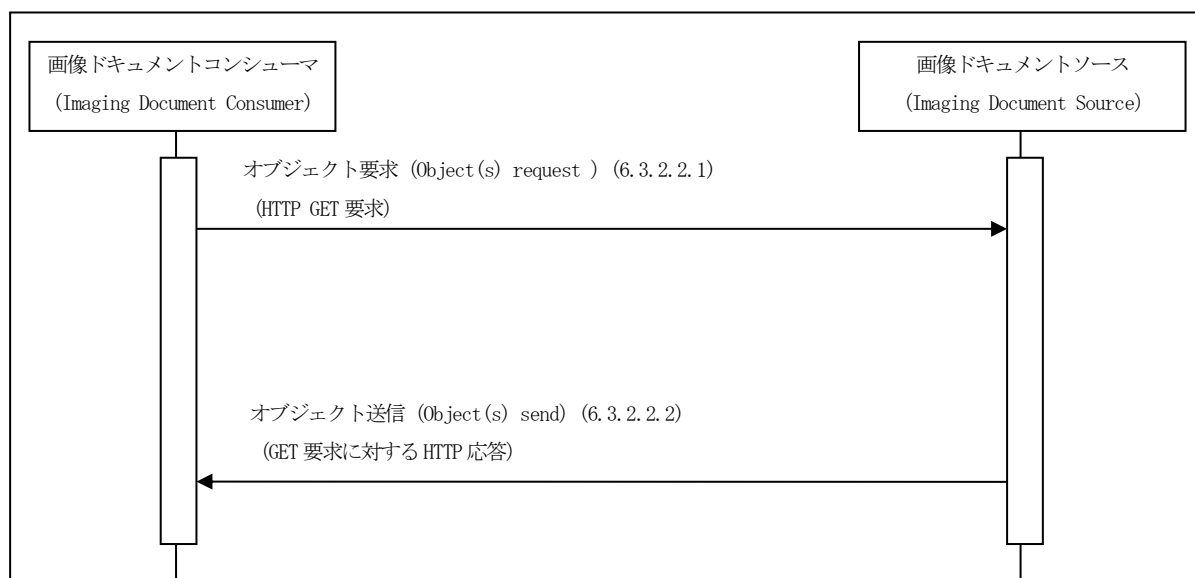 画像ドキュメントコンシューマ
(Imaging Document Consumer)
画像ドキュメントソース
(Imaging Document Source)
オブジェクト要求 (Object(s) request ) (6.3.2.2.1)
(HTTP GET 要求)
オブジェクト送信 (Object(s) send) (6.3.2.2.2)
(GET 要求に対する HTTP 応答)